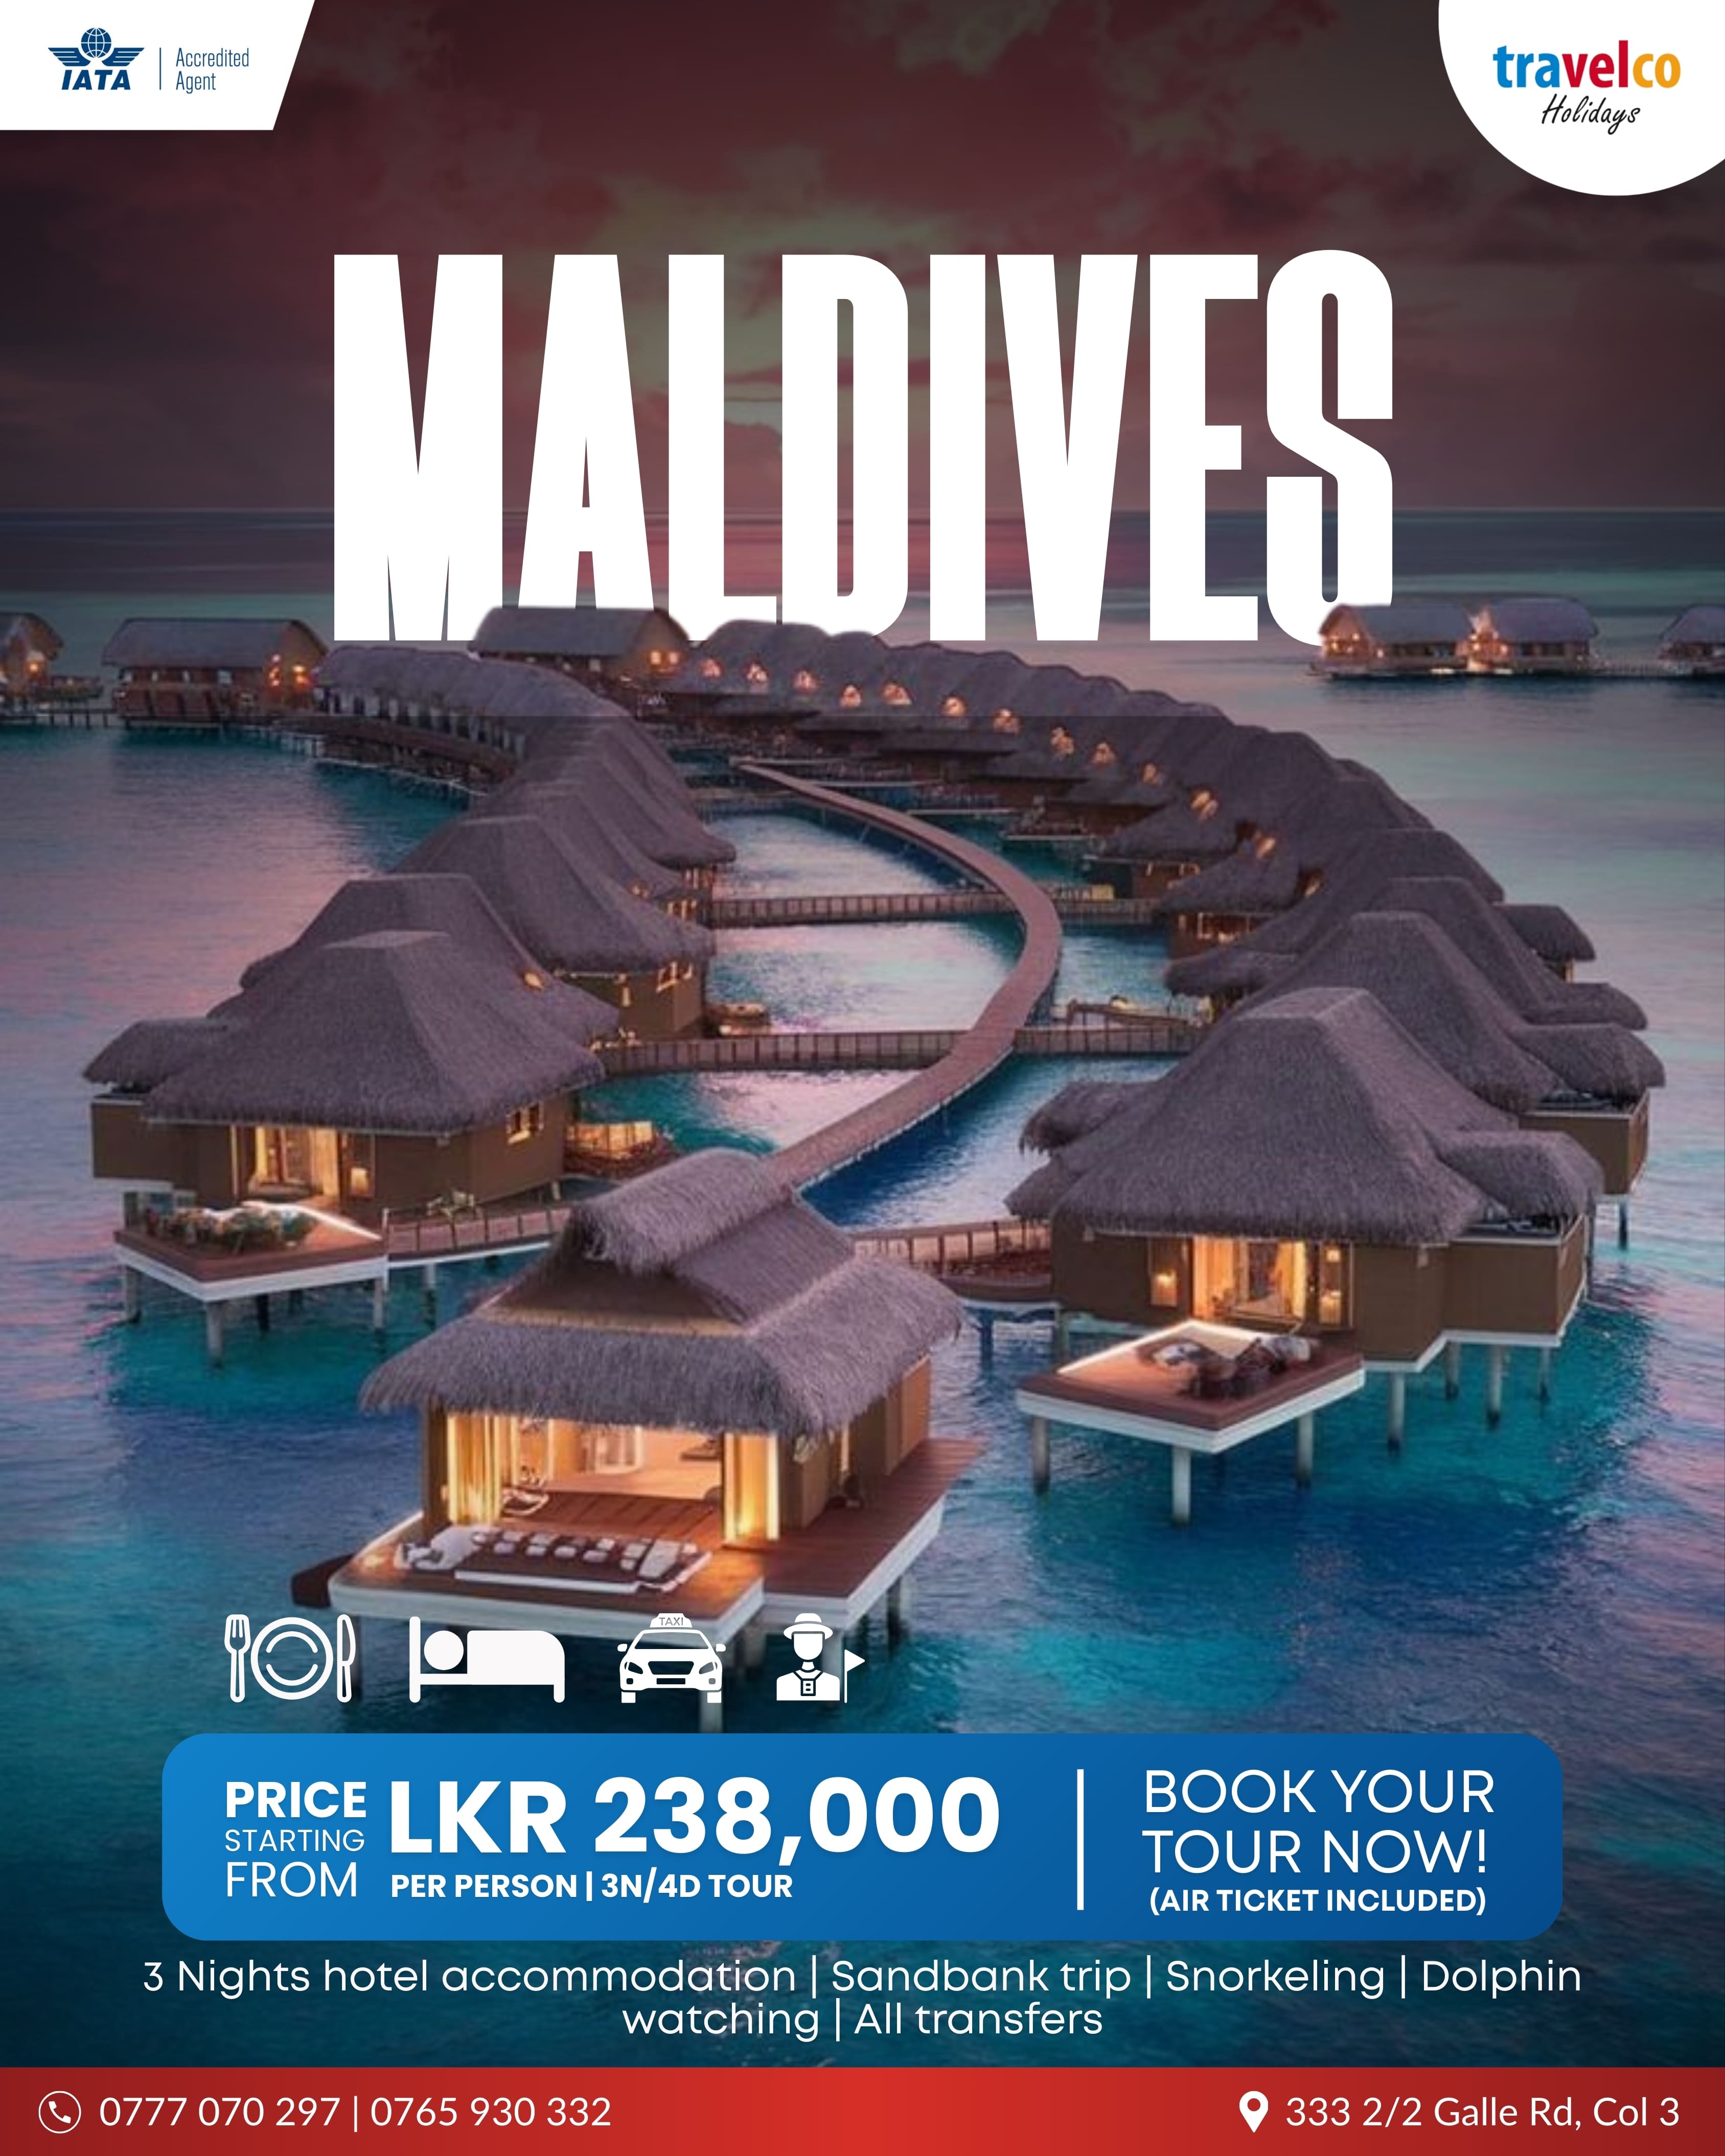 IATA
Accredited
Agent
travelco
Holidays
MALDIVES
TAXI
PRICE
STARTING
FROM
LKR 238,000
PER PERSON | 3N/4D TOUR
BOOK YOUR
TOUR NOW!
(AIR TICKET INCLUDED)
3 Nights hotel accommodation | Sandbank trip | Snorkeling | Dolphin
watching | All transfers
0777 070 297 | 0765 930 332
333 2/2 Galle Rd, Col 3